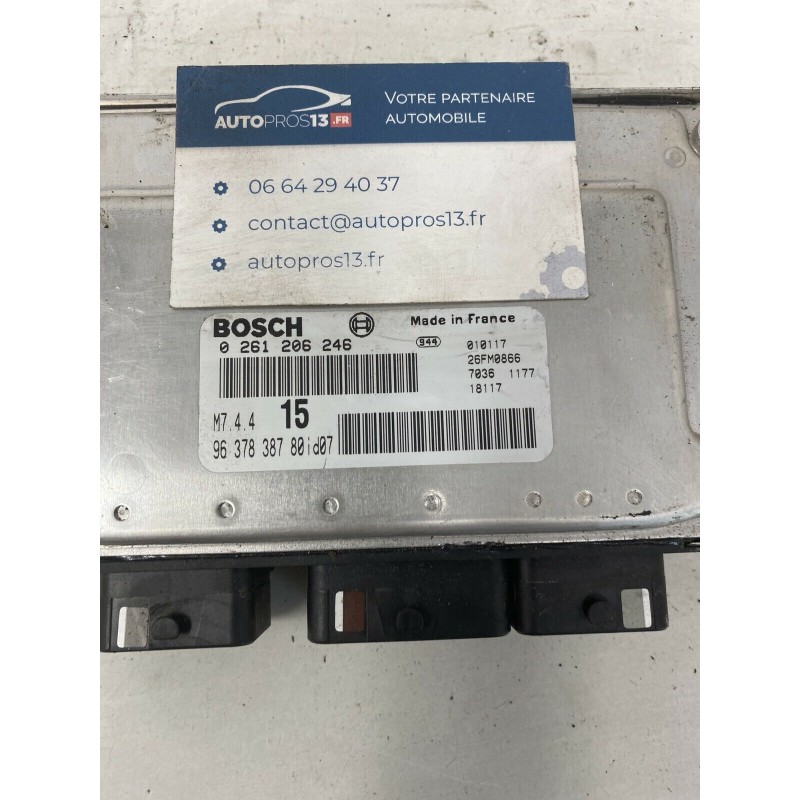 AUTOPROS13.FR
VOTRE PARTENAIRE
AUTOMOBILE
06 64 29 40 37
contact@autopros13.fr
autopros13.fr
BOSCH Made in France
0 261 206 246
944 010117
26FM0866
7036 1177
18117
M7.4.4 15
96 378 387 80id07